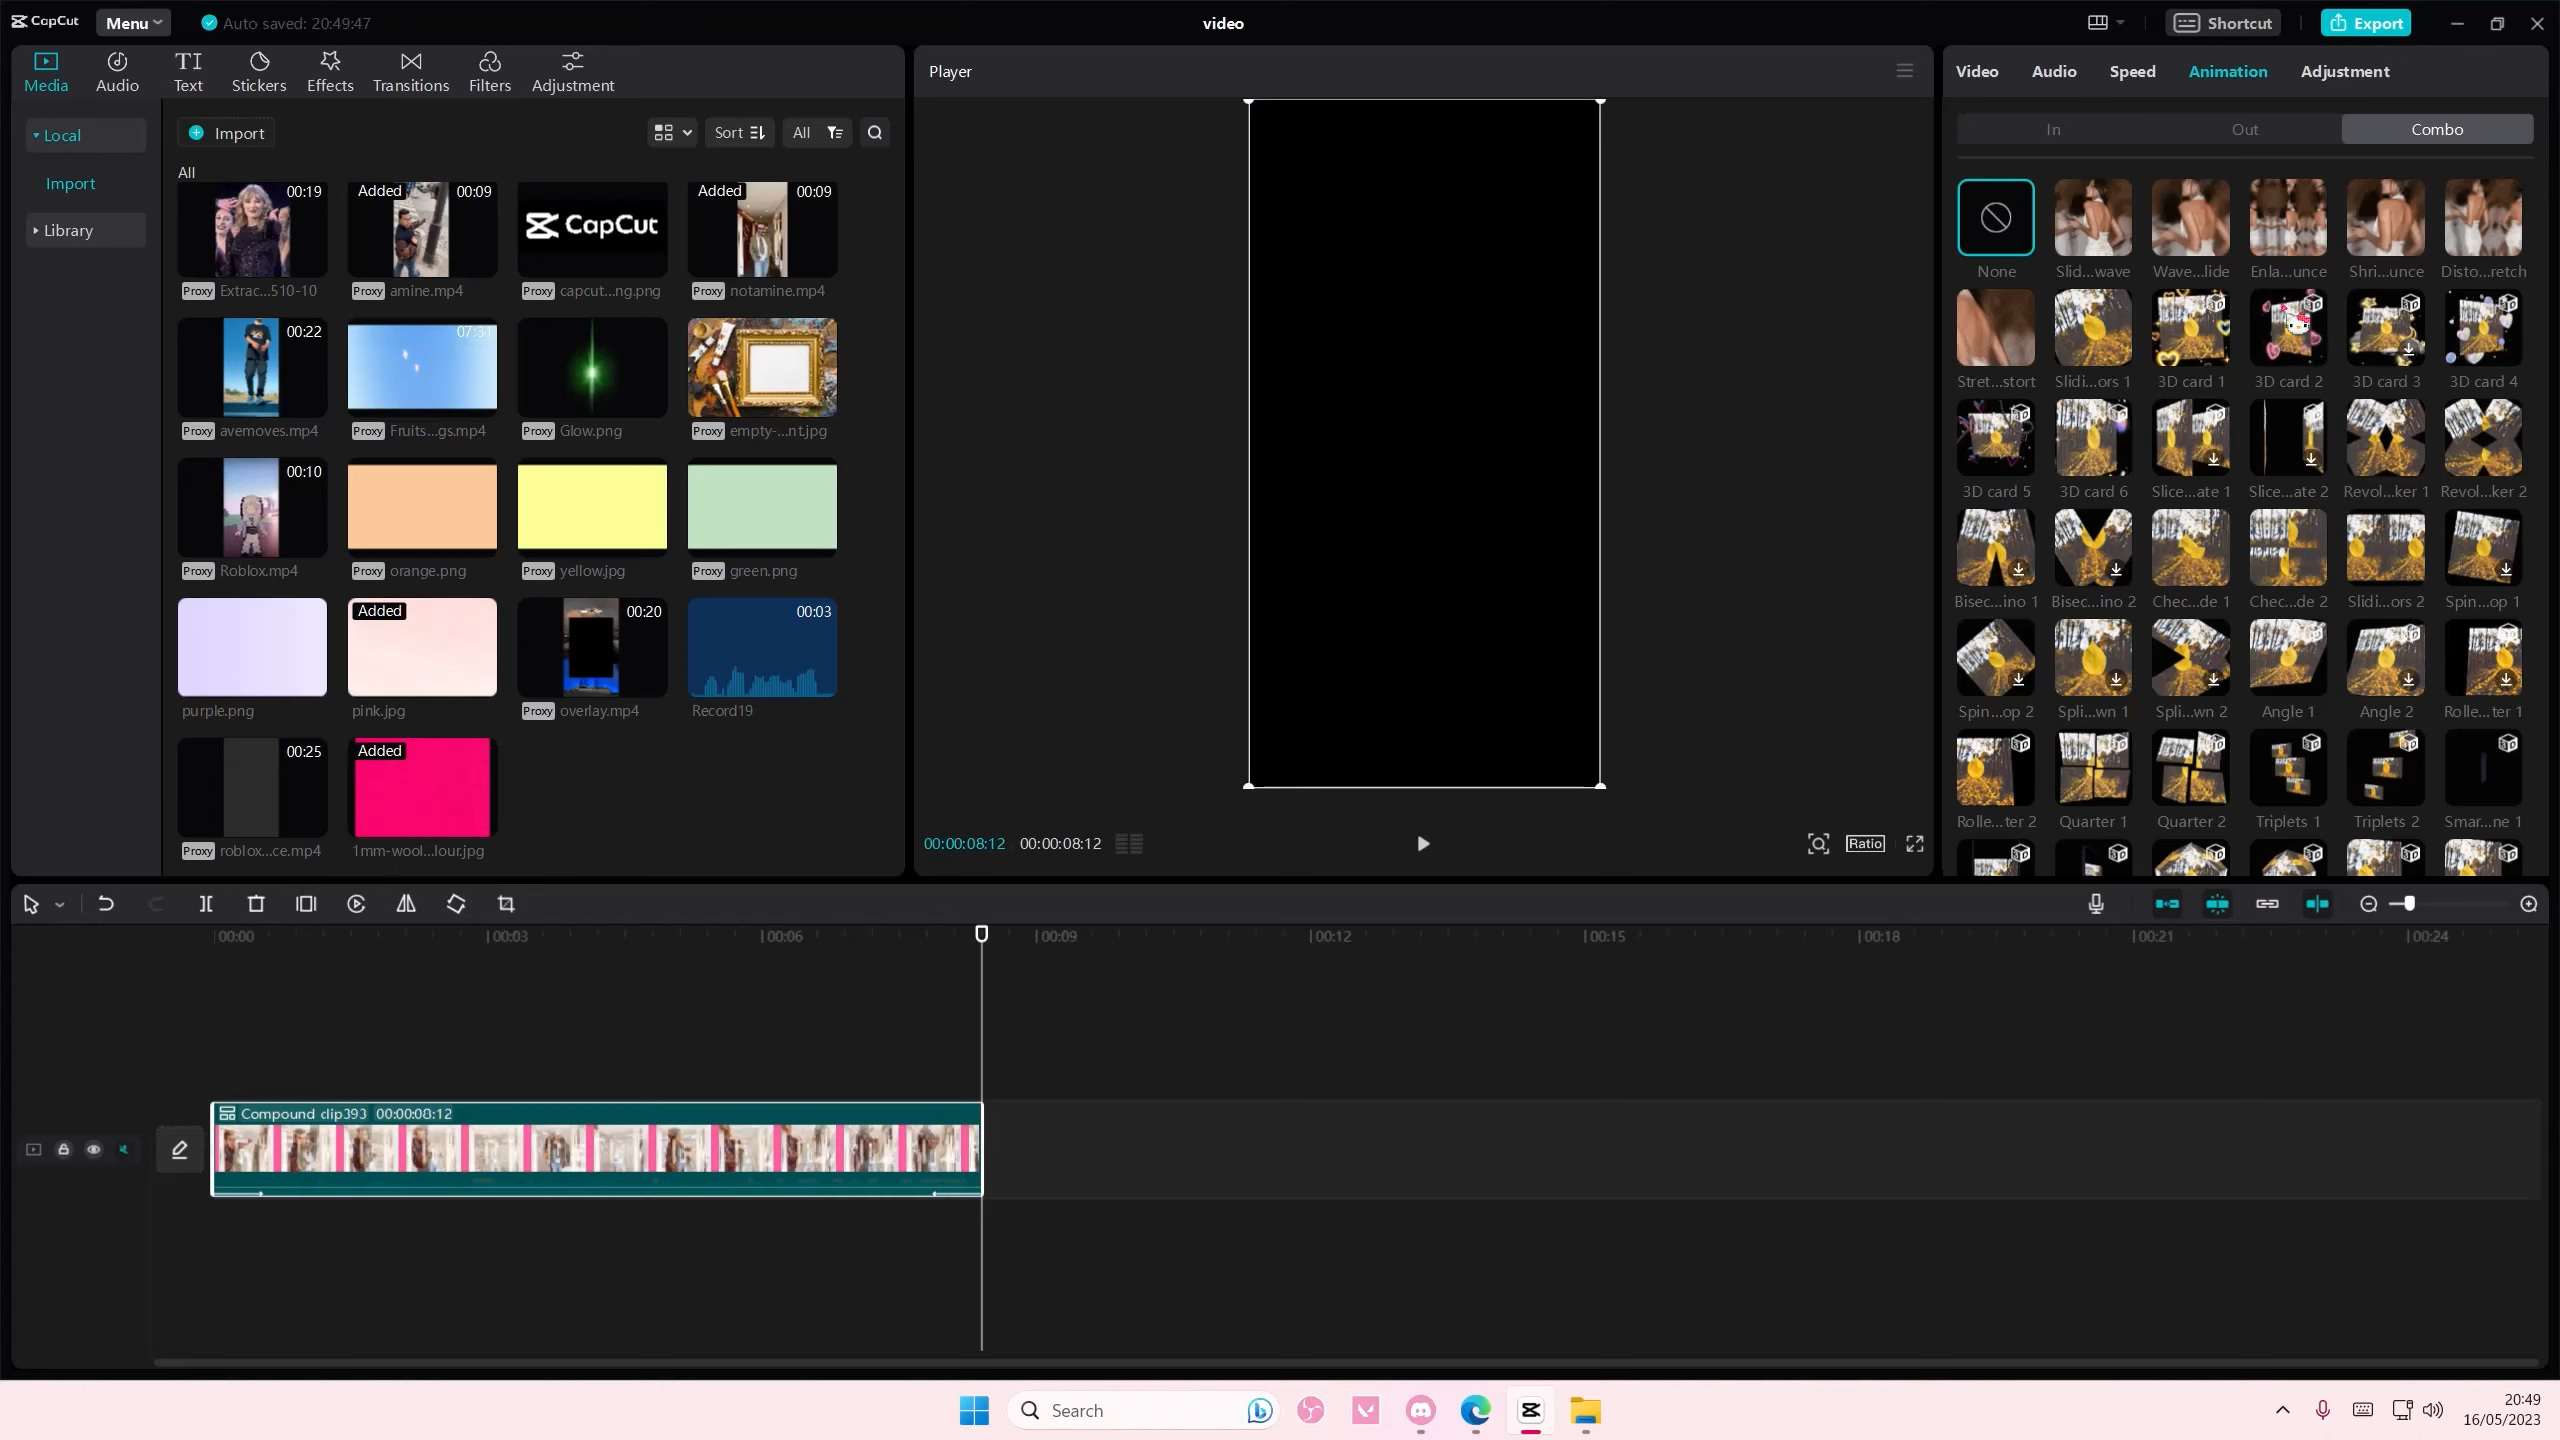 CapCut
Menu
Auto saved: 20:49:47
video
Shortcut
Export
Media
Audio
Text
Stickers
Effects
Transitions
Filters
Adjustment
Local
Import
Library
Import
Sort
All
All
00:19
Proxy Extrac...510-10
Added 00:09
Proxy amine.mp4
CapCut
Proxy capcut...ng.png
Added 00:09
Proxy notamine.mp4
00:22
Proxy avemoves.mp4
07:31
Proxy Fruits...gs.mp4
Proxy Glow.png
Proxy empty-...nt.jpg
00:10
Proxy Roblox.mp4
Proxy orange.png
Proxy yellow.jpg
Proxy green.png
purple.png
Added
pink.jpg
00:20
Proxy overlay.mp4
00:03
Record19
00:25
Proxy roblox...ce.mp4
Added
1mm-wool...lour.jpg
Player
00:00:08:12 00:00:08:12
Ratio
Video Audio Speed Animation Adjustment
In Out Combo
None Slid...wave Wave...lide Enla...unce Shri...unce Disto...retch
Stret...stort Slidi...ors 1 3D card 1 3D card 2 3D card 3 3D card 4
3D card 5 3D card 6 Slice...ate 1 Slice...ate 2 Revol...ker 1 Revol...ker 2
Bisec...ino 1 Bisec...ino 2 Chec...de 1 Chec...de 2 Slidi...ors 2 Spin...op 1
Spin...op 2 Spli...wn 1 Spli...wn 2 Angle 1 Angle 2 Rolle...ter 1
Rolle...ter 2 Quarter 1 Quarter 2 Triplets 1 Triplets 2 Smar...ne 1
00:00 00:03 00:06 00:09 00:12 00:15 00:18 00:21 00:24
Compound clip393 00:00:08:12
Search
20:49
16/05/2023